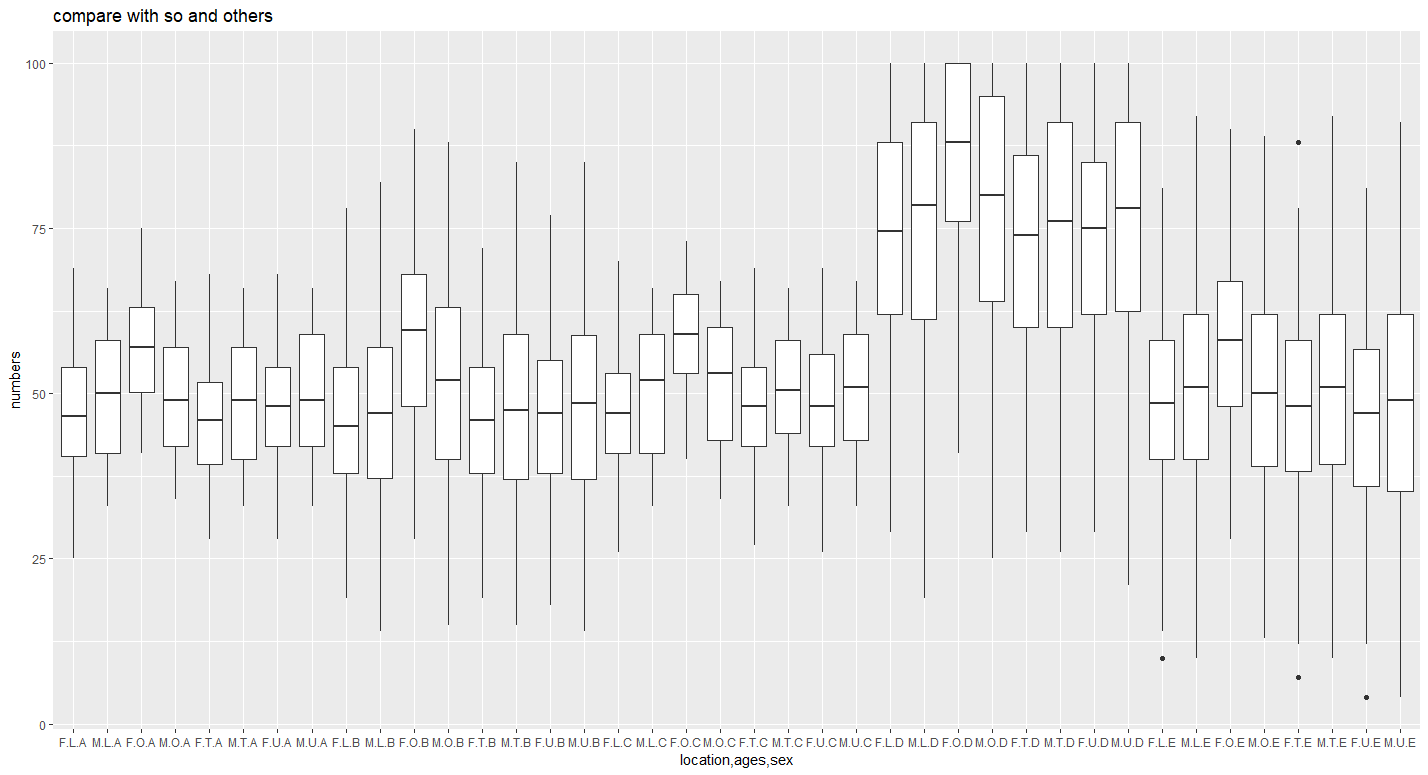 compare with so and others
numbers
100
75
50
25
0
F.L.A M.L.A F.O.A M.O.A F.T.A M.T.A F.U.A M.U.A F.L.B M.L.B F.O.B M.O.B F.T.B M.T.B F.U.B M.U.B F.L.C M.L.C F.O.C M.O.C F.T.C M.T.C F.U.C M.U.C F.L.D M.L.D F.O.D M.O.D F.T.D M.T.D F.U.D M.U.D F.L.E M.L.E F.O.E M.O.E F.T.E M.T.E F.U.E M.U.E
location,ages,sex